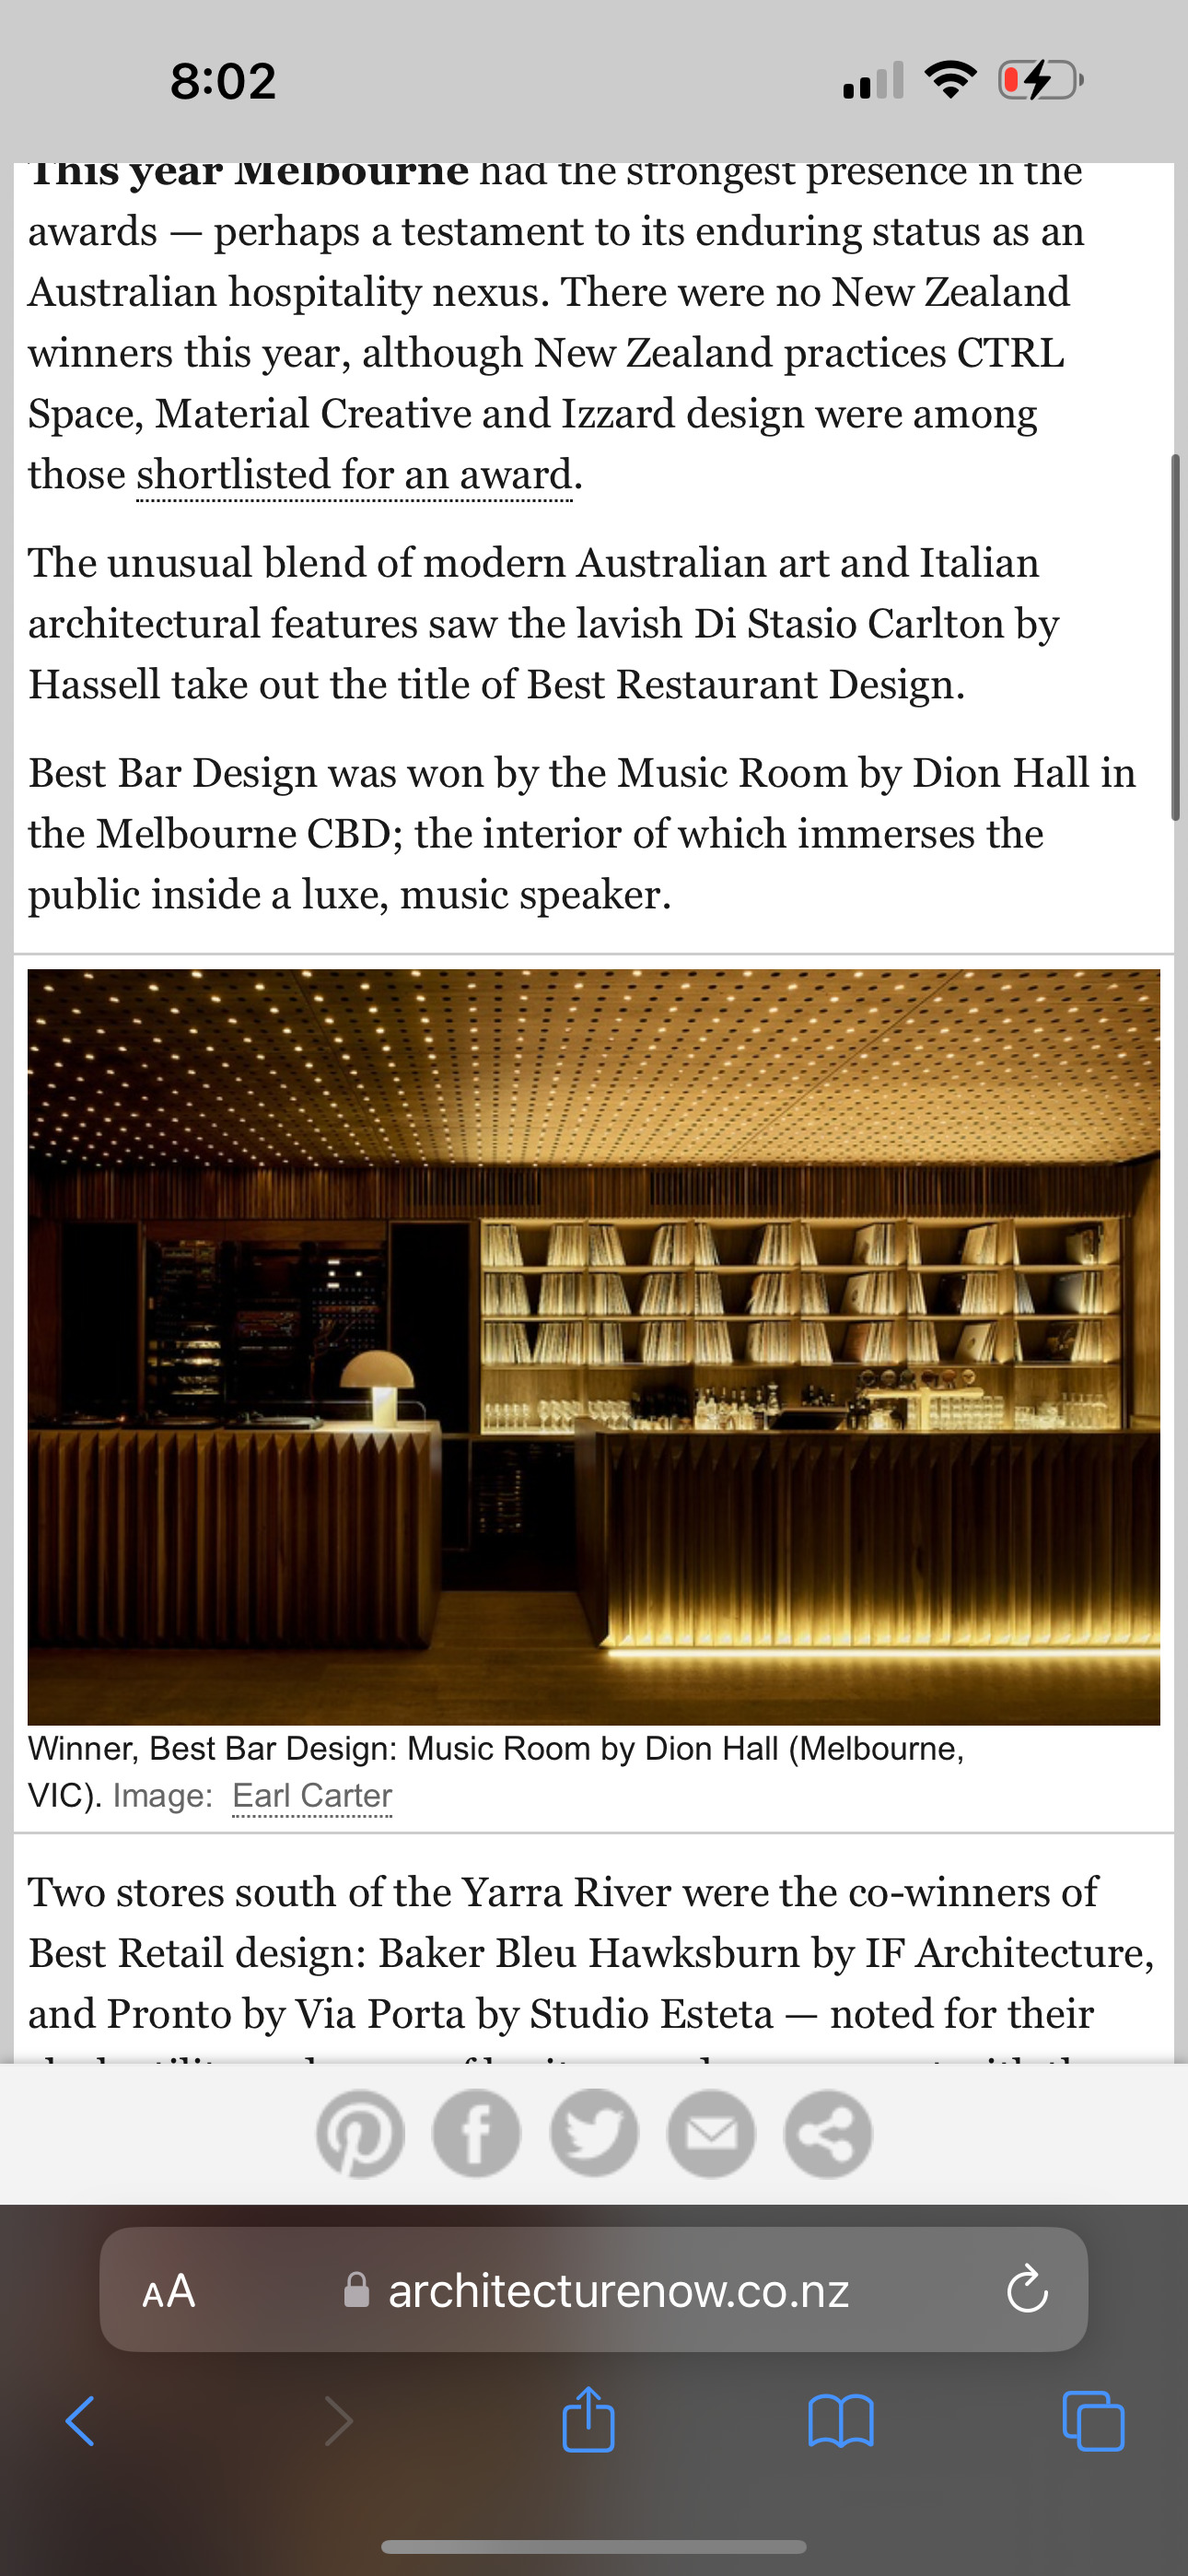 8:02
This year Melbourne had the strongest presence in the
awards — perhaps a testament to its enduring status as an
Australian hospitality nexus. There were no New Zealand
winners this year, although New Zealand practices CTRL
Space, Material Creative and Izzard design were among
those shortlisted for an award.
The unusual blend of modern Australian art and Italian
architectural features saw the lavish Di Stasio Carlton by
Hassell take out the title of Best Restaurant Design.
Best Bar Design was won by the Music Room by Dion Hall in
the Melbourne CBD; the interior of which immerses the
public inside a luxe, music speaker.
Winner, Best Bar Design: Music Room by Dion Hall (Melbourne,
VIC). Image: Earl Carter
Two stores south of the Yarra River were the co-winners of
Best Retail design: Baker Bleu Hawksburn by IF Architecture,
and Pronto by Via Porta by Studio Esteta — noted for their
AA architecturenow.co.nz